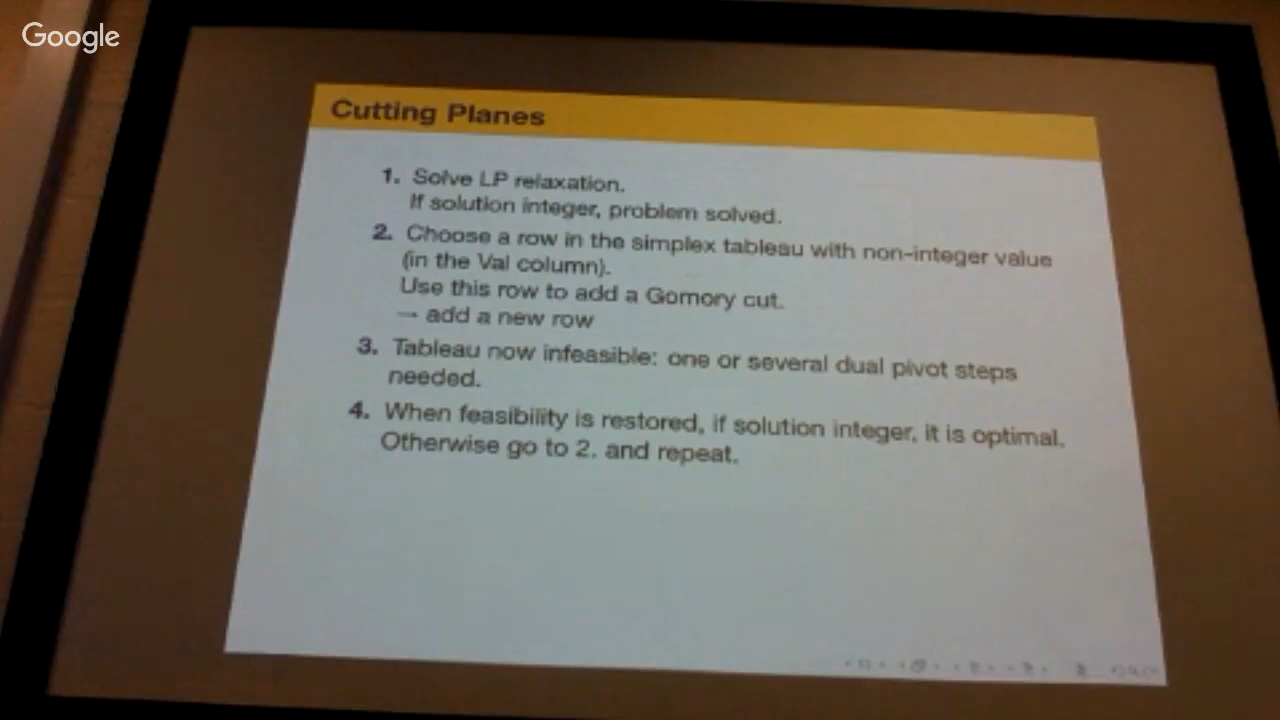 Google
Cutting Planes
1. Solve LP relaxation.
If solution integer, problem solved.
2. Choose a row in the simplex tableau with non-integer value
(in the Val column).
Use this row to add a Gomory cut.
→ add a new row
3. Tableau now infeasible: one or several dual pivot steps
needed.
4. When feasibility is restored, if solution integer, it is optimal.
Otherwise go to 2. and repeat.